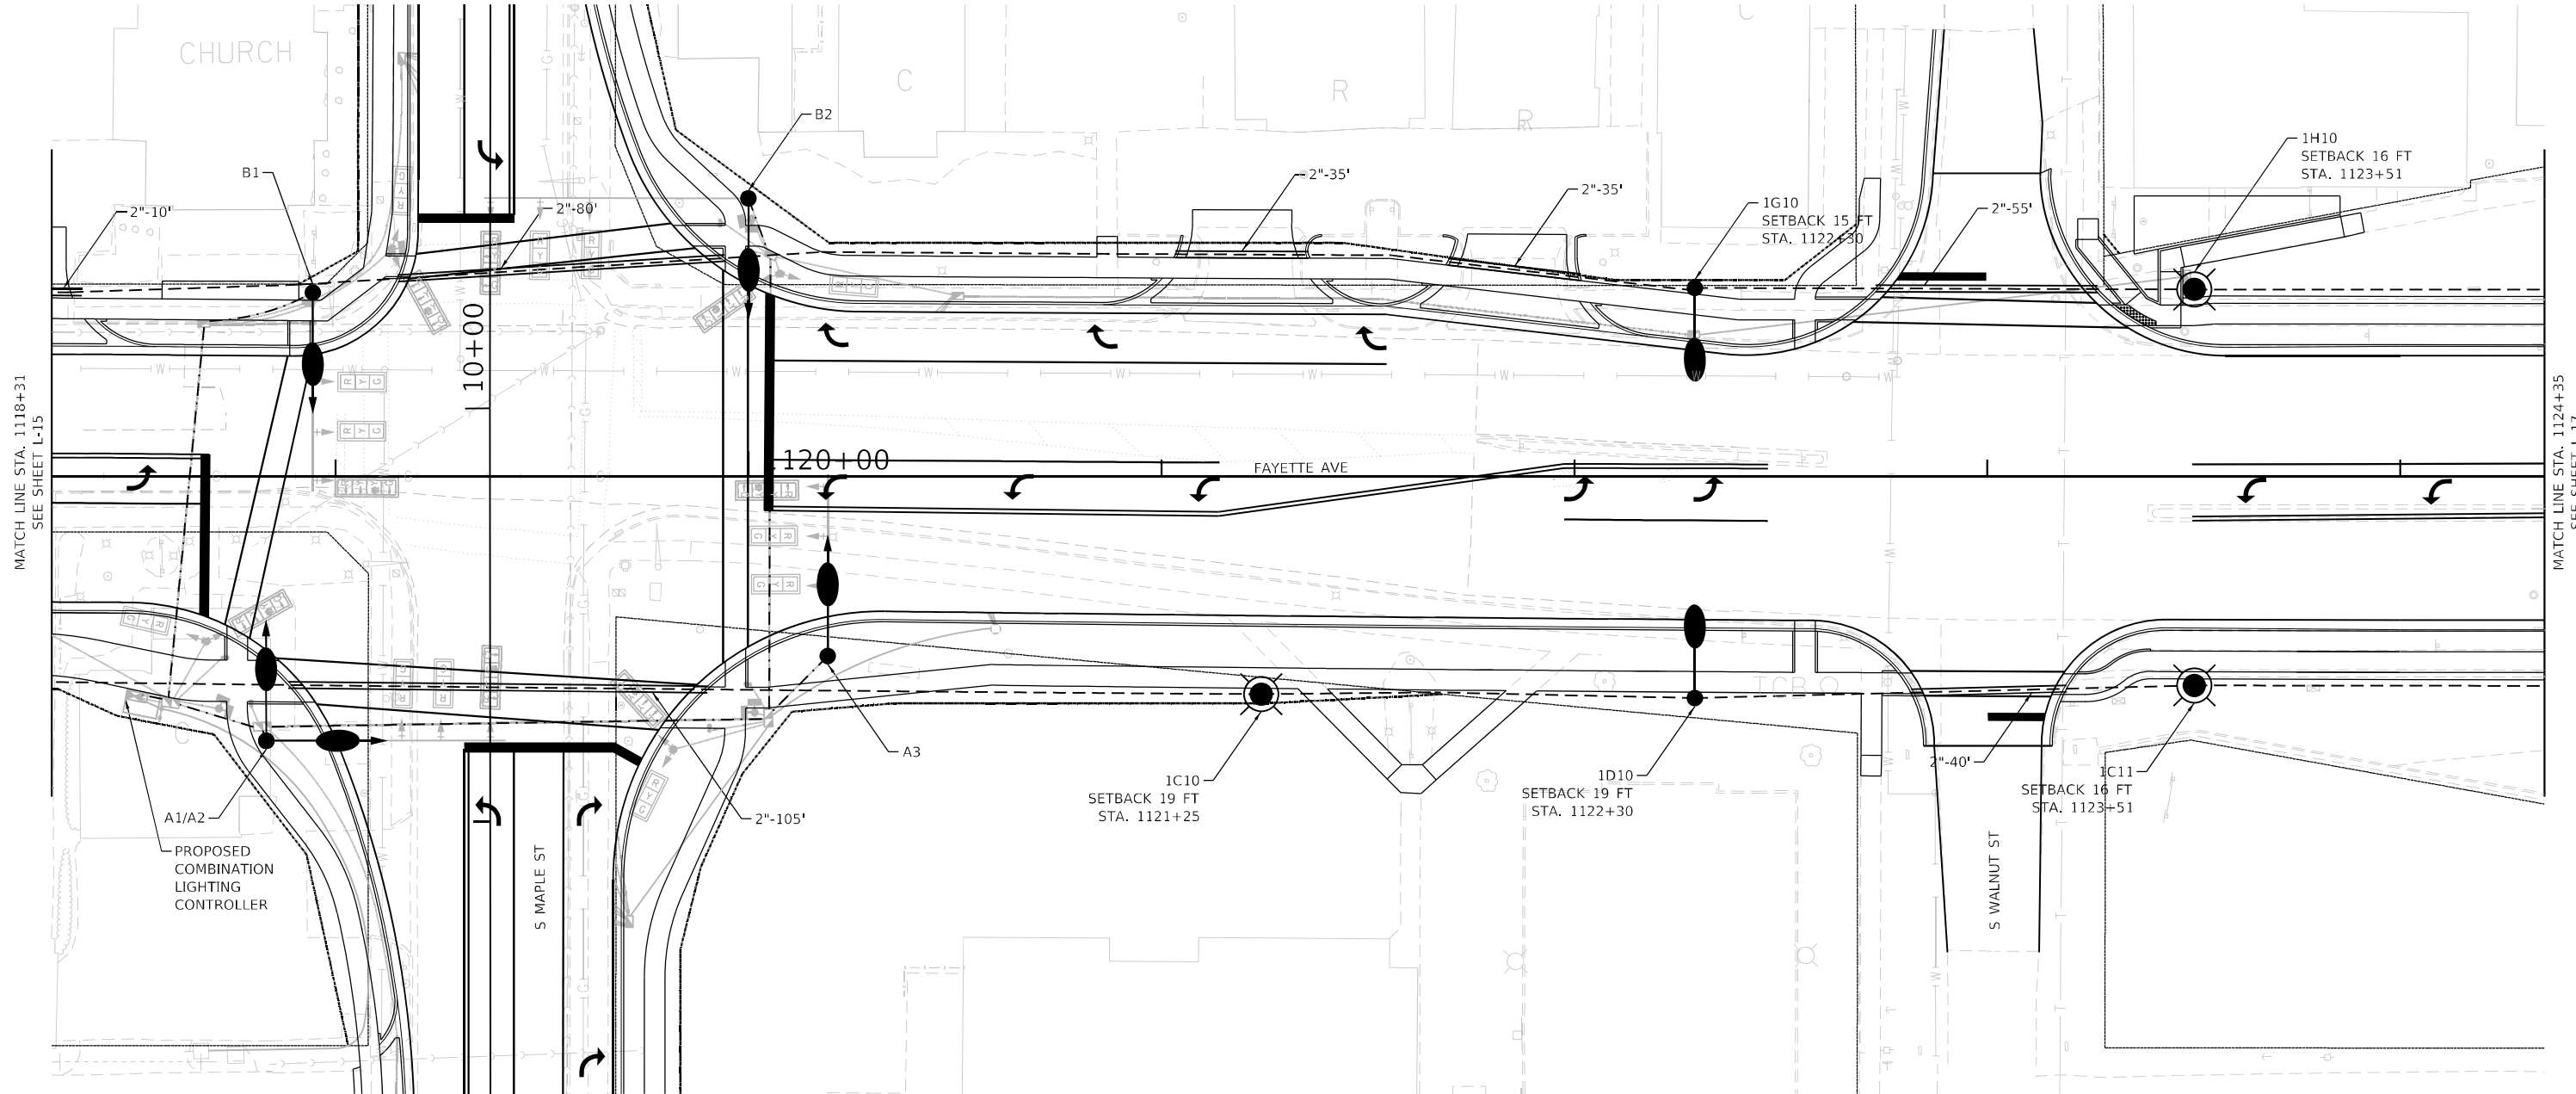 CHURCH
C
R
R
B2
B1
2"-10'
2"-80'
2"-35'
2"-35'
1G10
SETBACK 15 FT
STA. 1122+30
2"-55'
1H10
SETBACK 16 FT
STA. 1123+51
10+00
120+00
FAYETTE AVE
MATCH LINE STA. 1118+31
SEE SHEET L-15
MATCH LINE STA. 1124+35
SEE SHEET L-17
A1/A2
PROPOSED
COMBINATION
LIGHTING
CONTROLLER
S MAPLE ST
2"-105'
A3
1C10
SETBACK 19 FT
STA. 1121+25
1D10
SETBACK 19 FT
STA. 1122+30
2"-40'
S WALNUT ST
1C11
SETBACK 16 FT
STA. 1123+51